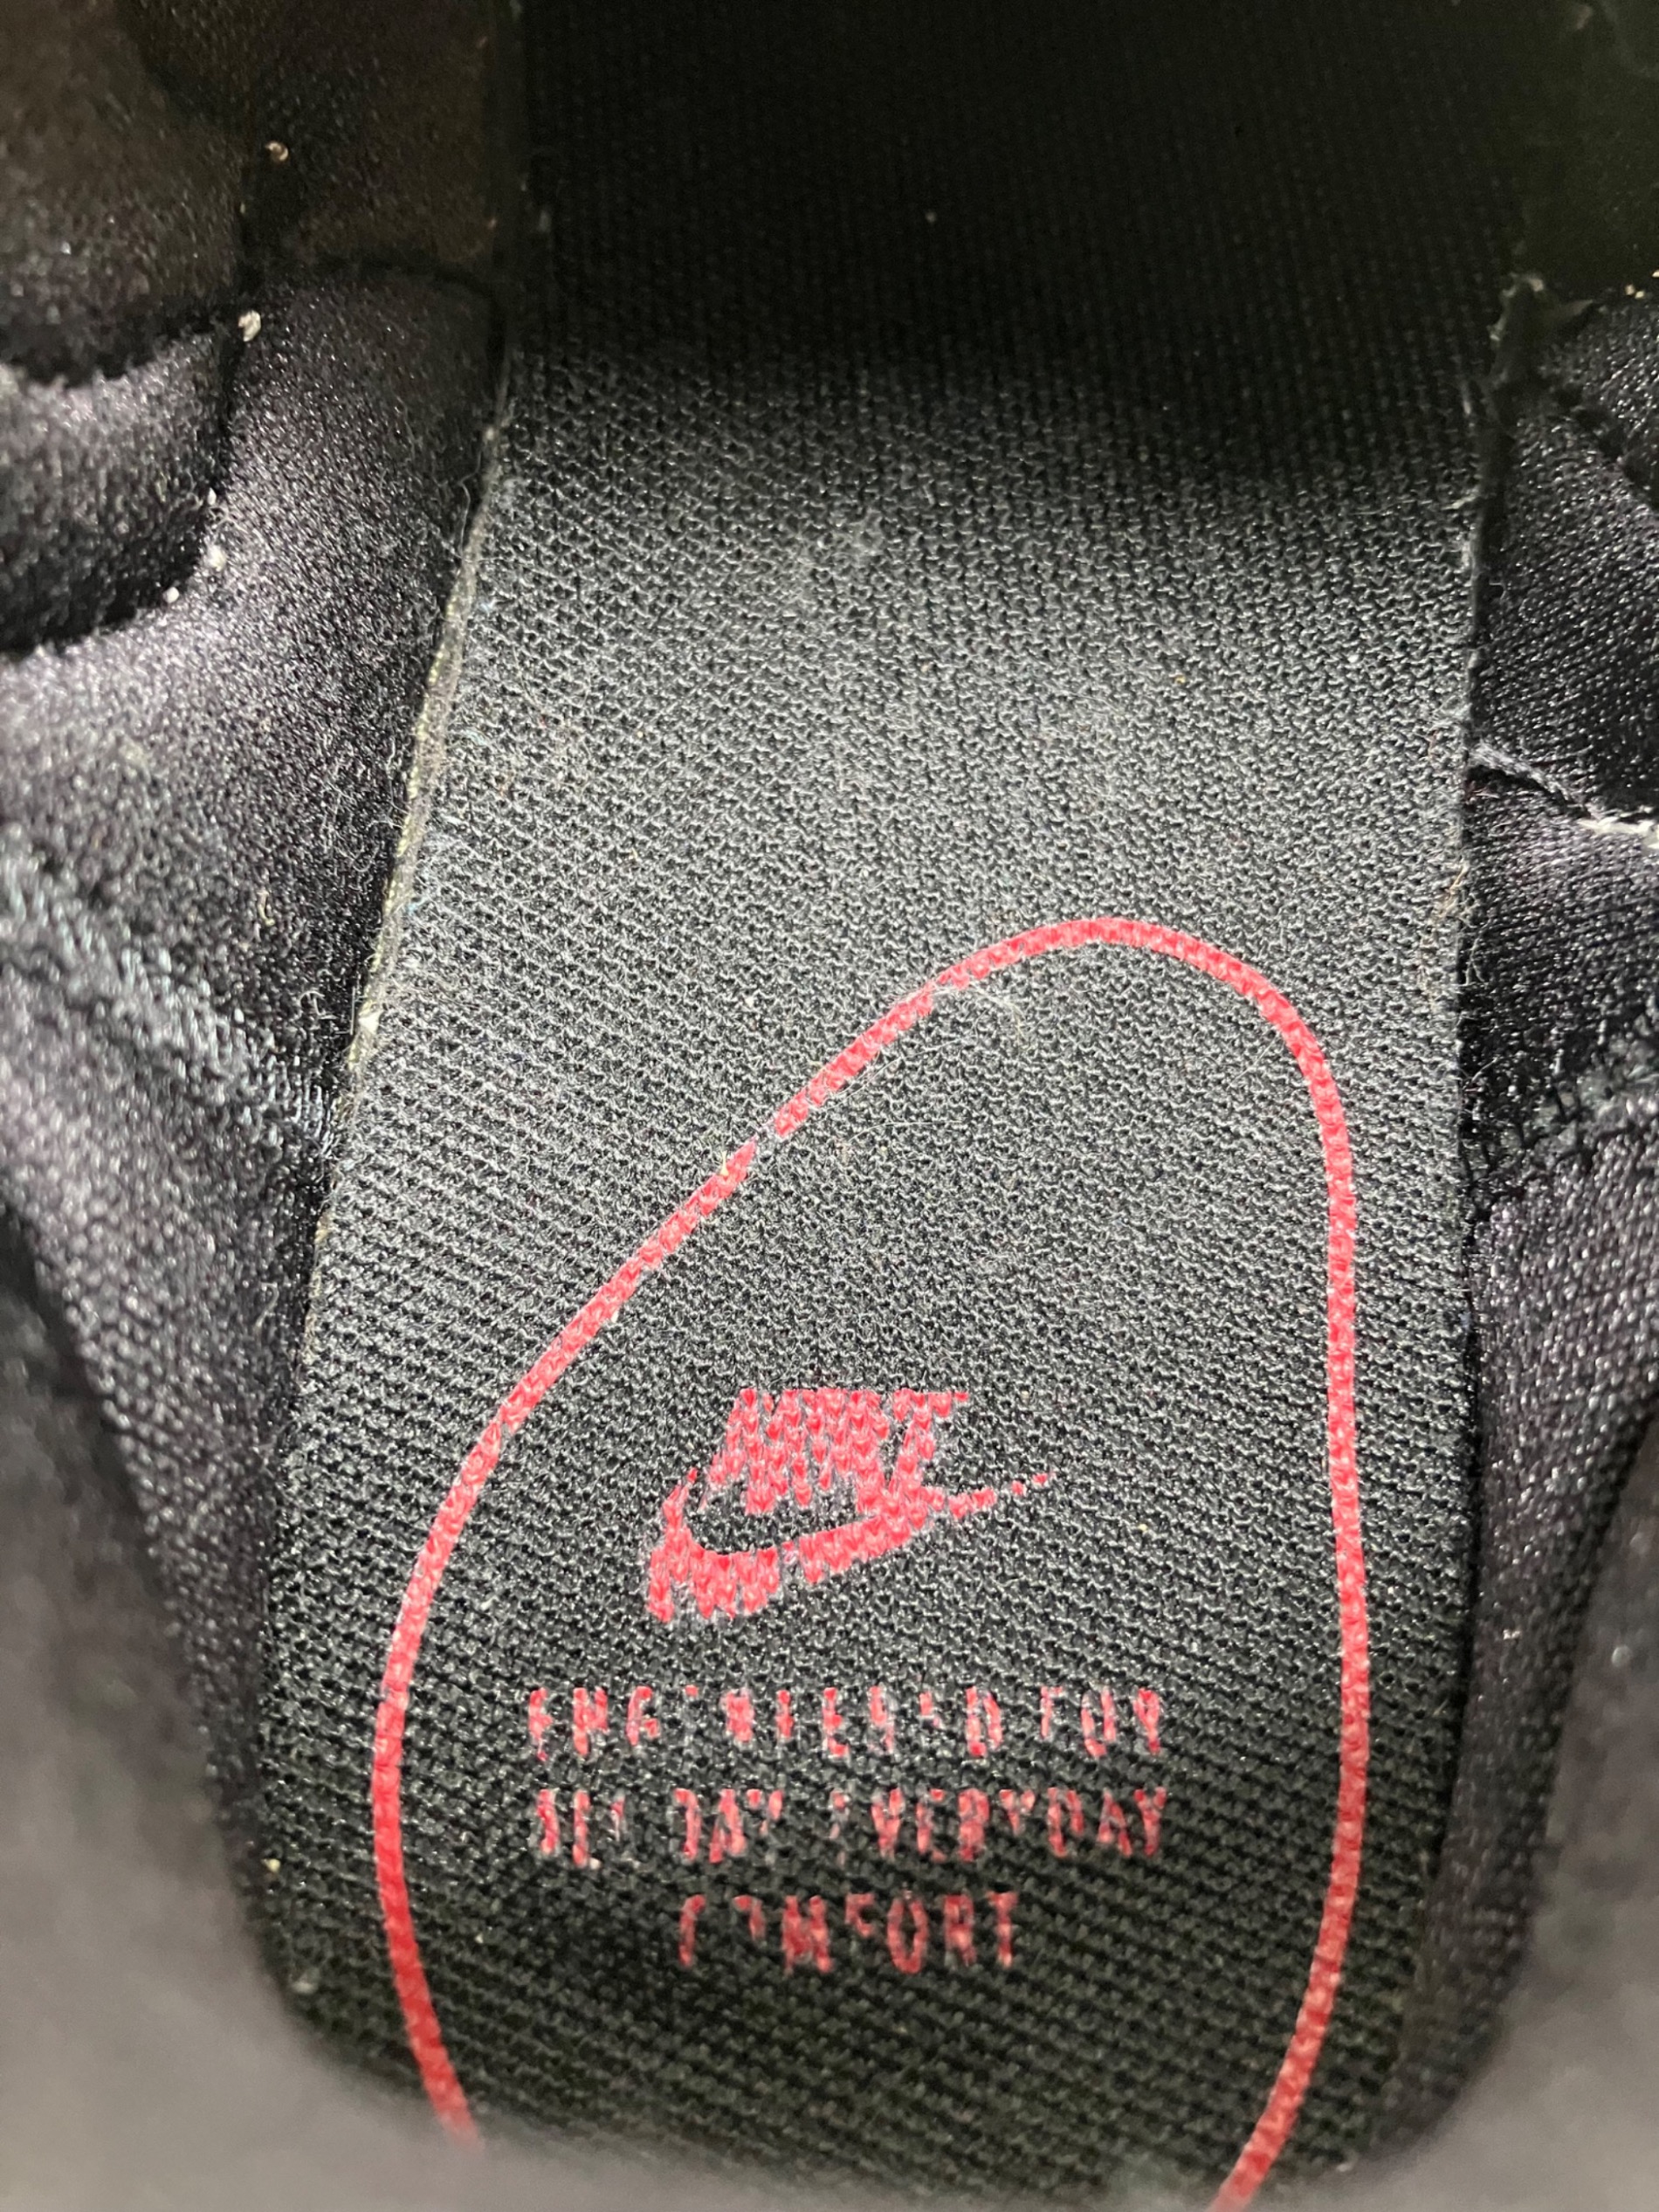 NIKE
ENGINEERED FOR
ALL DAY EVERYDAY
COMFORT